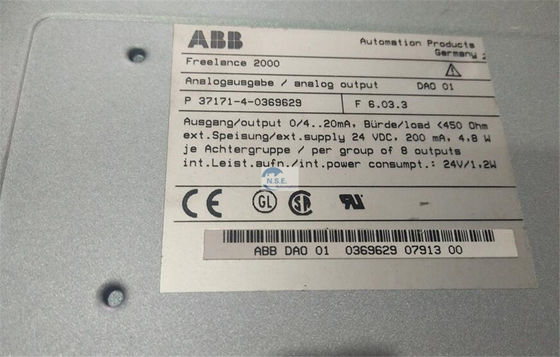 ABB
Automation Products
Germany
Freelance 2000
Analogausgabe / analog output DAO 01
P 37171-4-0369629 F 6.03.3
Ausgang/output 0/4..20mA, Bürde/load <450 Ohm
ext.Speisung/ext.supply 24 VDC, 200 mA, 4.8 W
je Achtergruppe / per group of 8 outputs
int.Leist.aufn./int.power consumpt.: 24V/1,2W
N.S.E.
CE GL
ABB DAO 01 0369629 07913 00